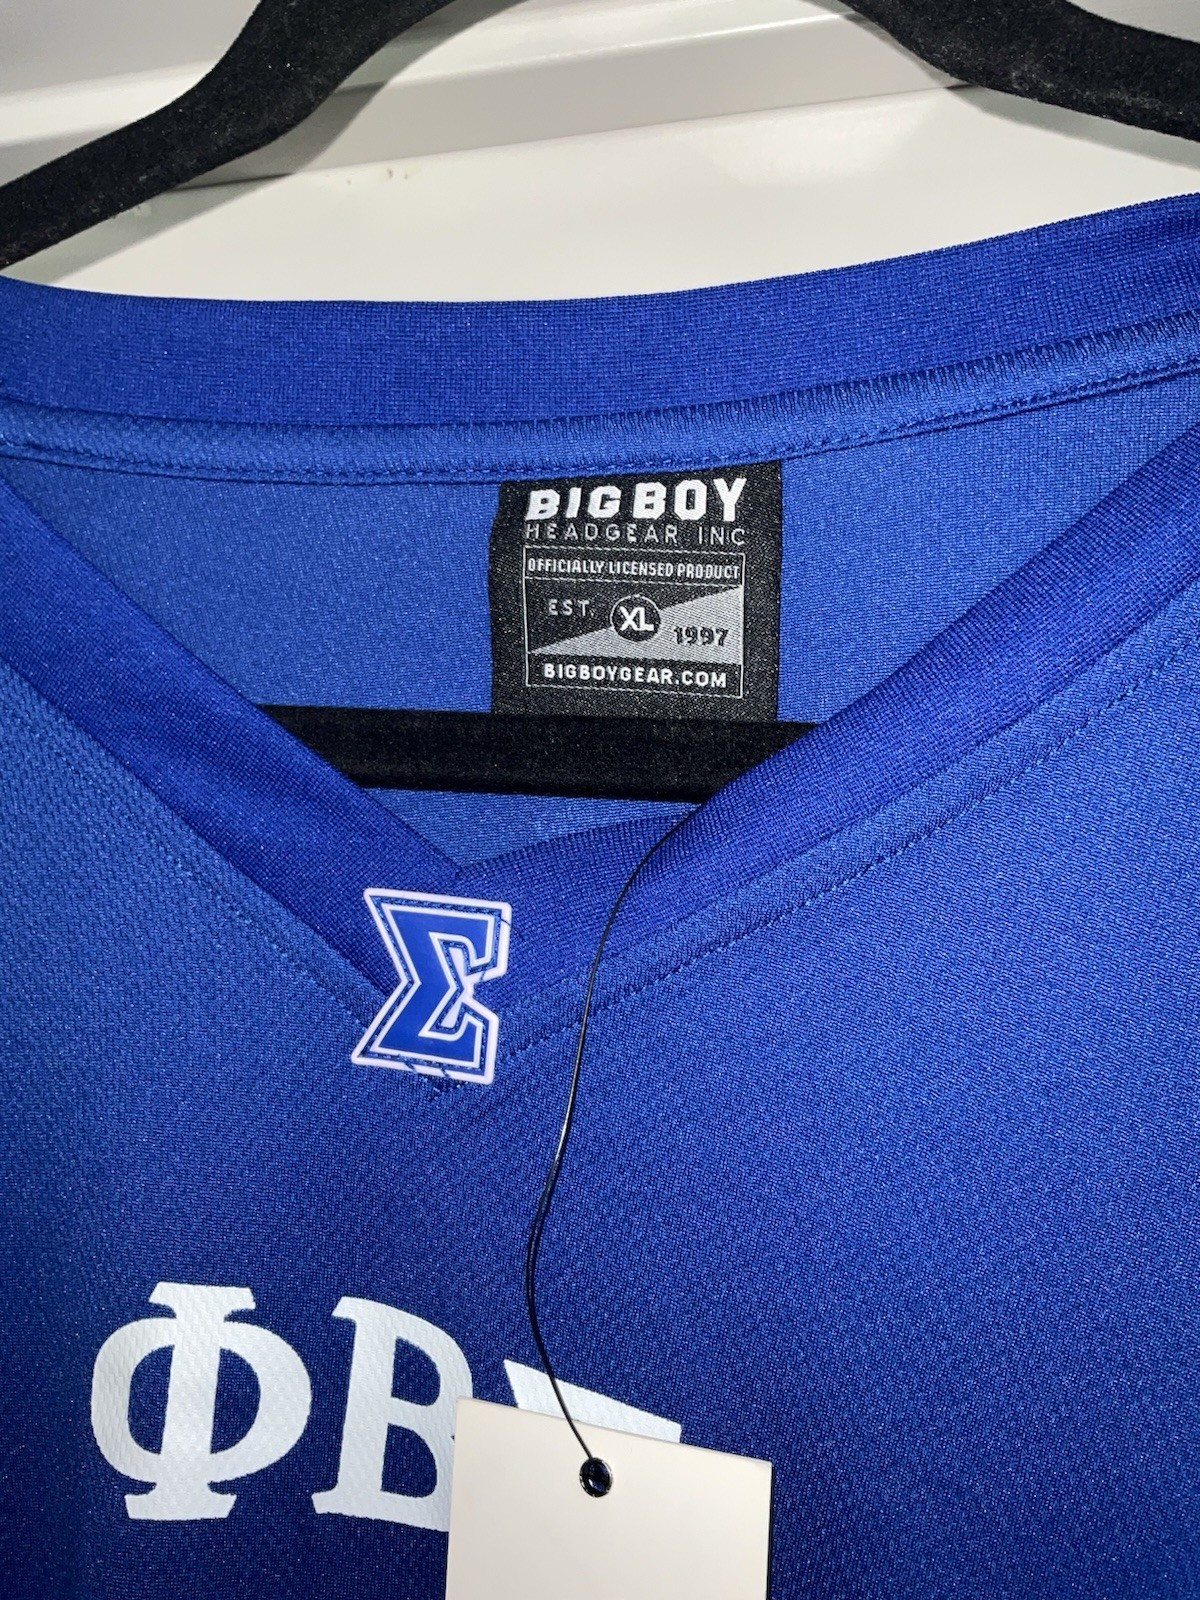 BIGBOY
HEADGEAR INC
OFFICIALLY LICENSED PRODUCT
EST. XL 1997
BIGBOYGEAR.COM
Σ
ΦΒ